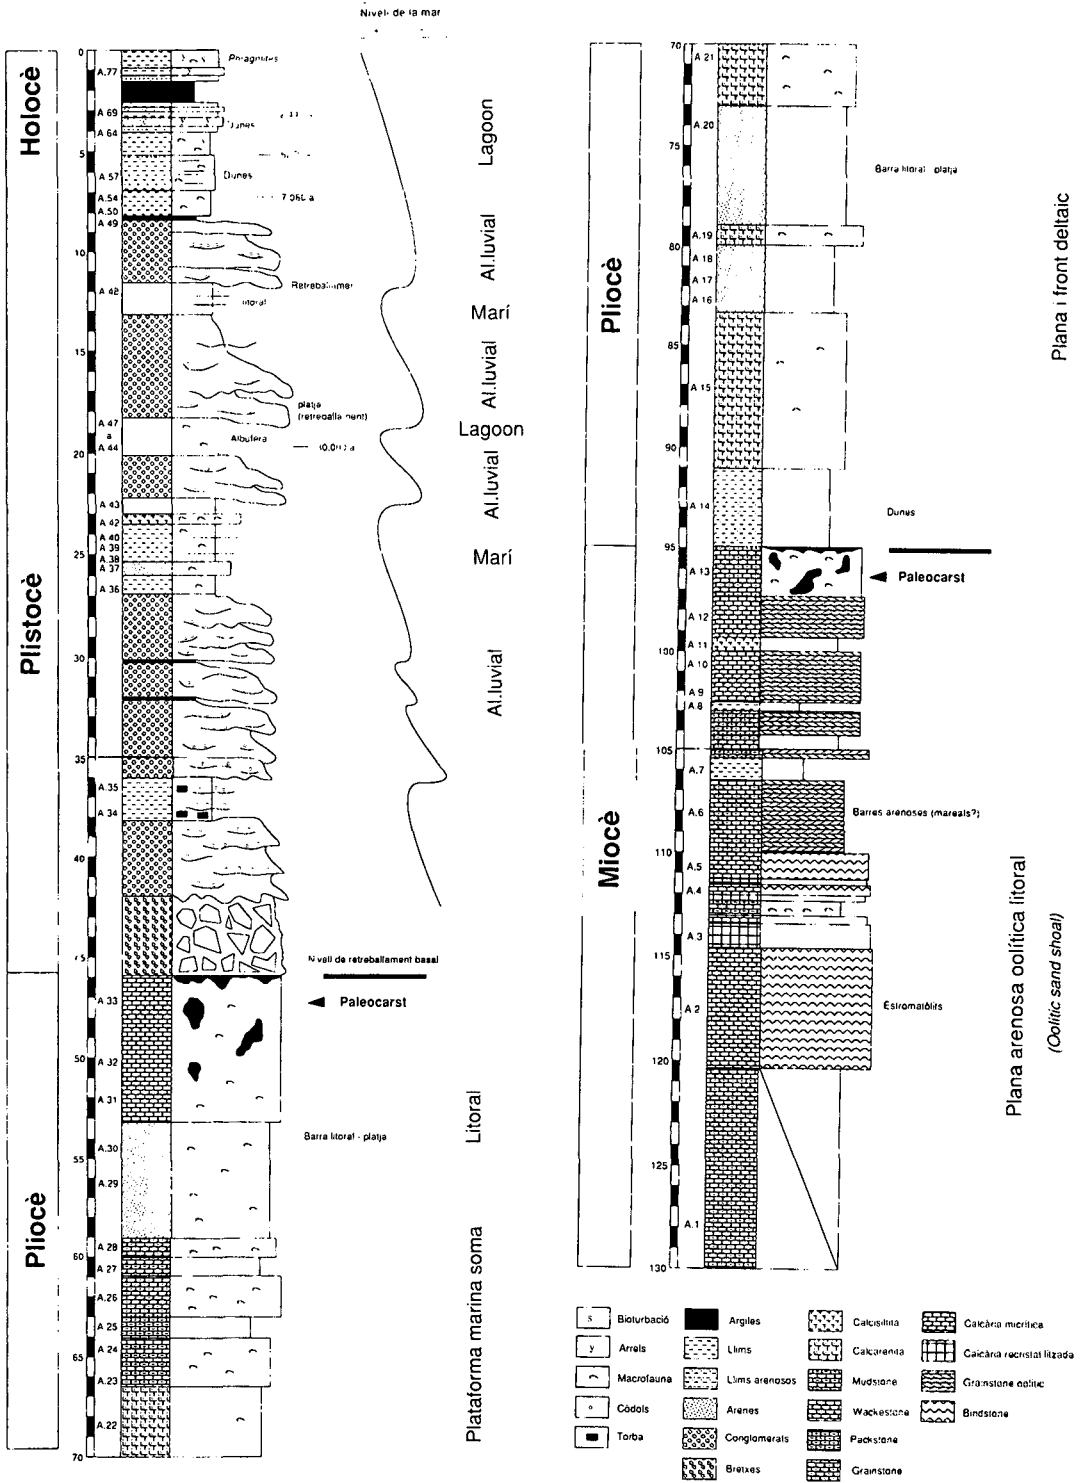 Nivell de la mar
Holocè
Plistocè
Pliocè
0
5
10
15
20
25
30
35
40
45
50
55
60
65
70
A.77
A 69
A 64
A.57
A.54
A.50
A 49
A 42
A 47
a
A 44
A 43
A 42
A 40
A 39
A 38
A 37
A 36
A.35
A 34
A 33
A.32
A.31
A.30
A.29
A.28
A.27
A.26
A.25
A 24
A.23
A.22
Dunes
Dunes
Retreballament
litoral
platja
(retreballament)
Albufera
Nivell de retreballament basal
Paleocarst
Barra litoral - platja
Lagoon
Al.luvial
Marí
Al.luvial
Lagoon
Al.luvial
Marí
Al.luvial
Litoral
Plataforma marina soma
Pliocè
Miocè
70
75
80
85
90
95
100
105
110
115
120
125
130
A 21
A.20
A.19
A 18
A 17
A 16
A 15
A 14
A 13
A 12
A 11
A 10
A 9
A 8
A.7
A.6
A.5
A.4
A 3
A 2
A.1
Barra litoral - platja
Dunes
Paleocarst
Barres arenoses (mareals?)
Estromatòlits
Plana i front deltaic
Plana arenosa oolítica litoral
(Oolitic sand shoal)
s Bioturbació
y Arrels
Macrofauna
Còdols
Torba
Argiles
Llims
Llims arenosos
Arenes
Conglomerats
Bretxes
Calcisiltita
Calcarenita
Mudstone
Wackestone
Packstone
Grainstone
Calcària micrítica
Calcària recristal.litzada
Grainstone oolític
Bindstone